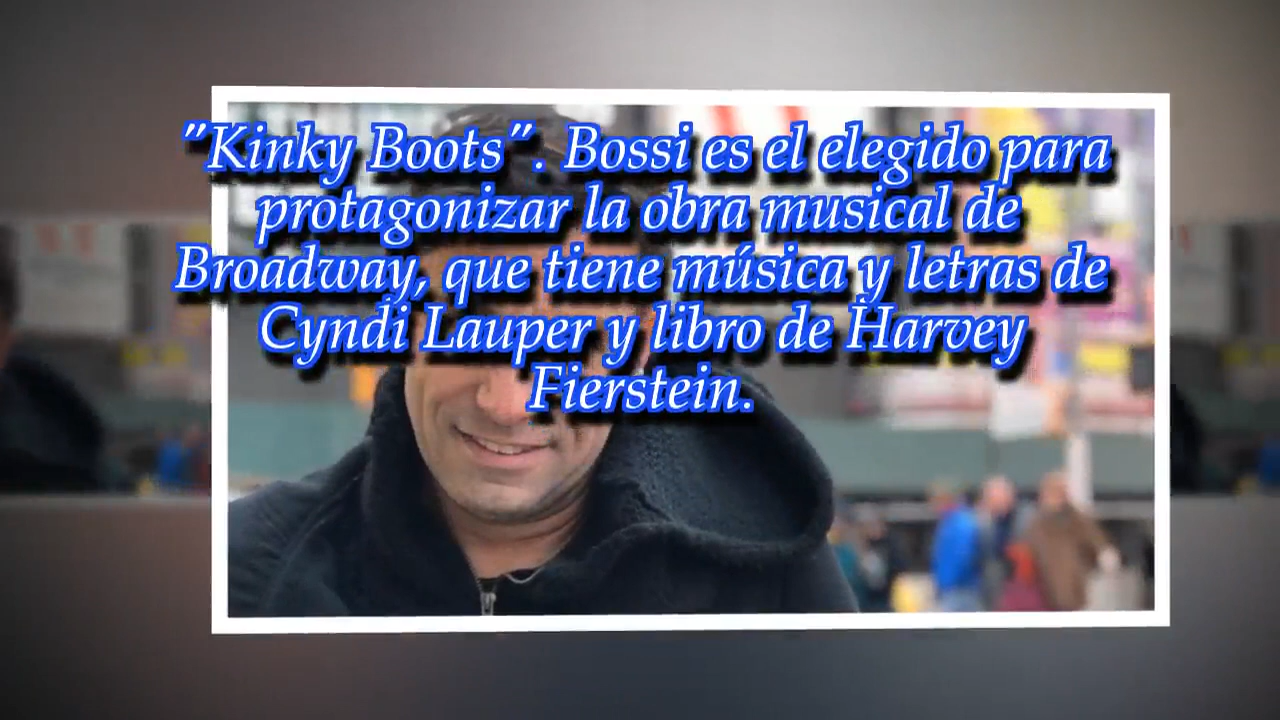 "Kinky Boots". Bossi es el elegido para
protagonizar la obra musical de
Broadway, que tiene música y letras de
Cyndi Lauper y libro de Harvey
Fierstein.